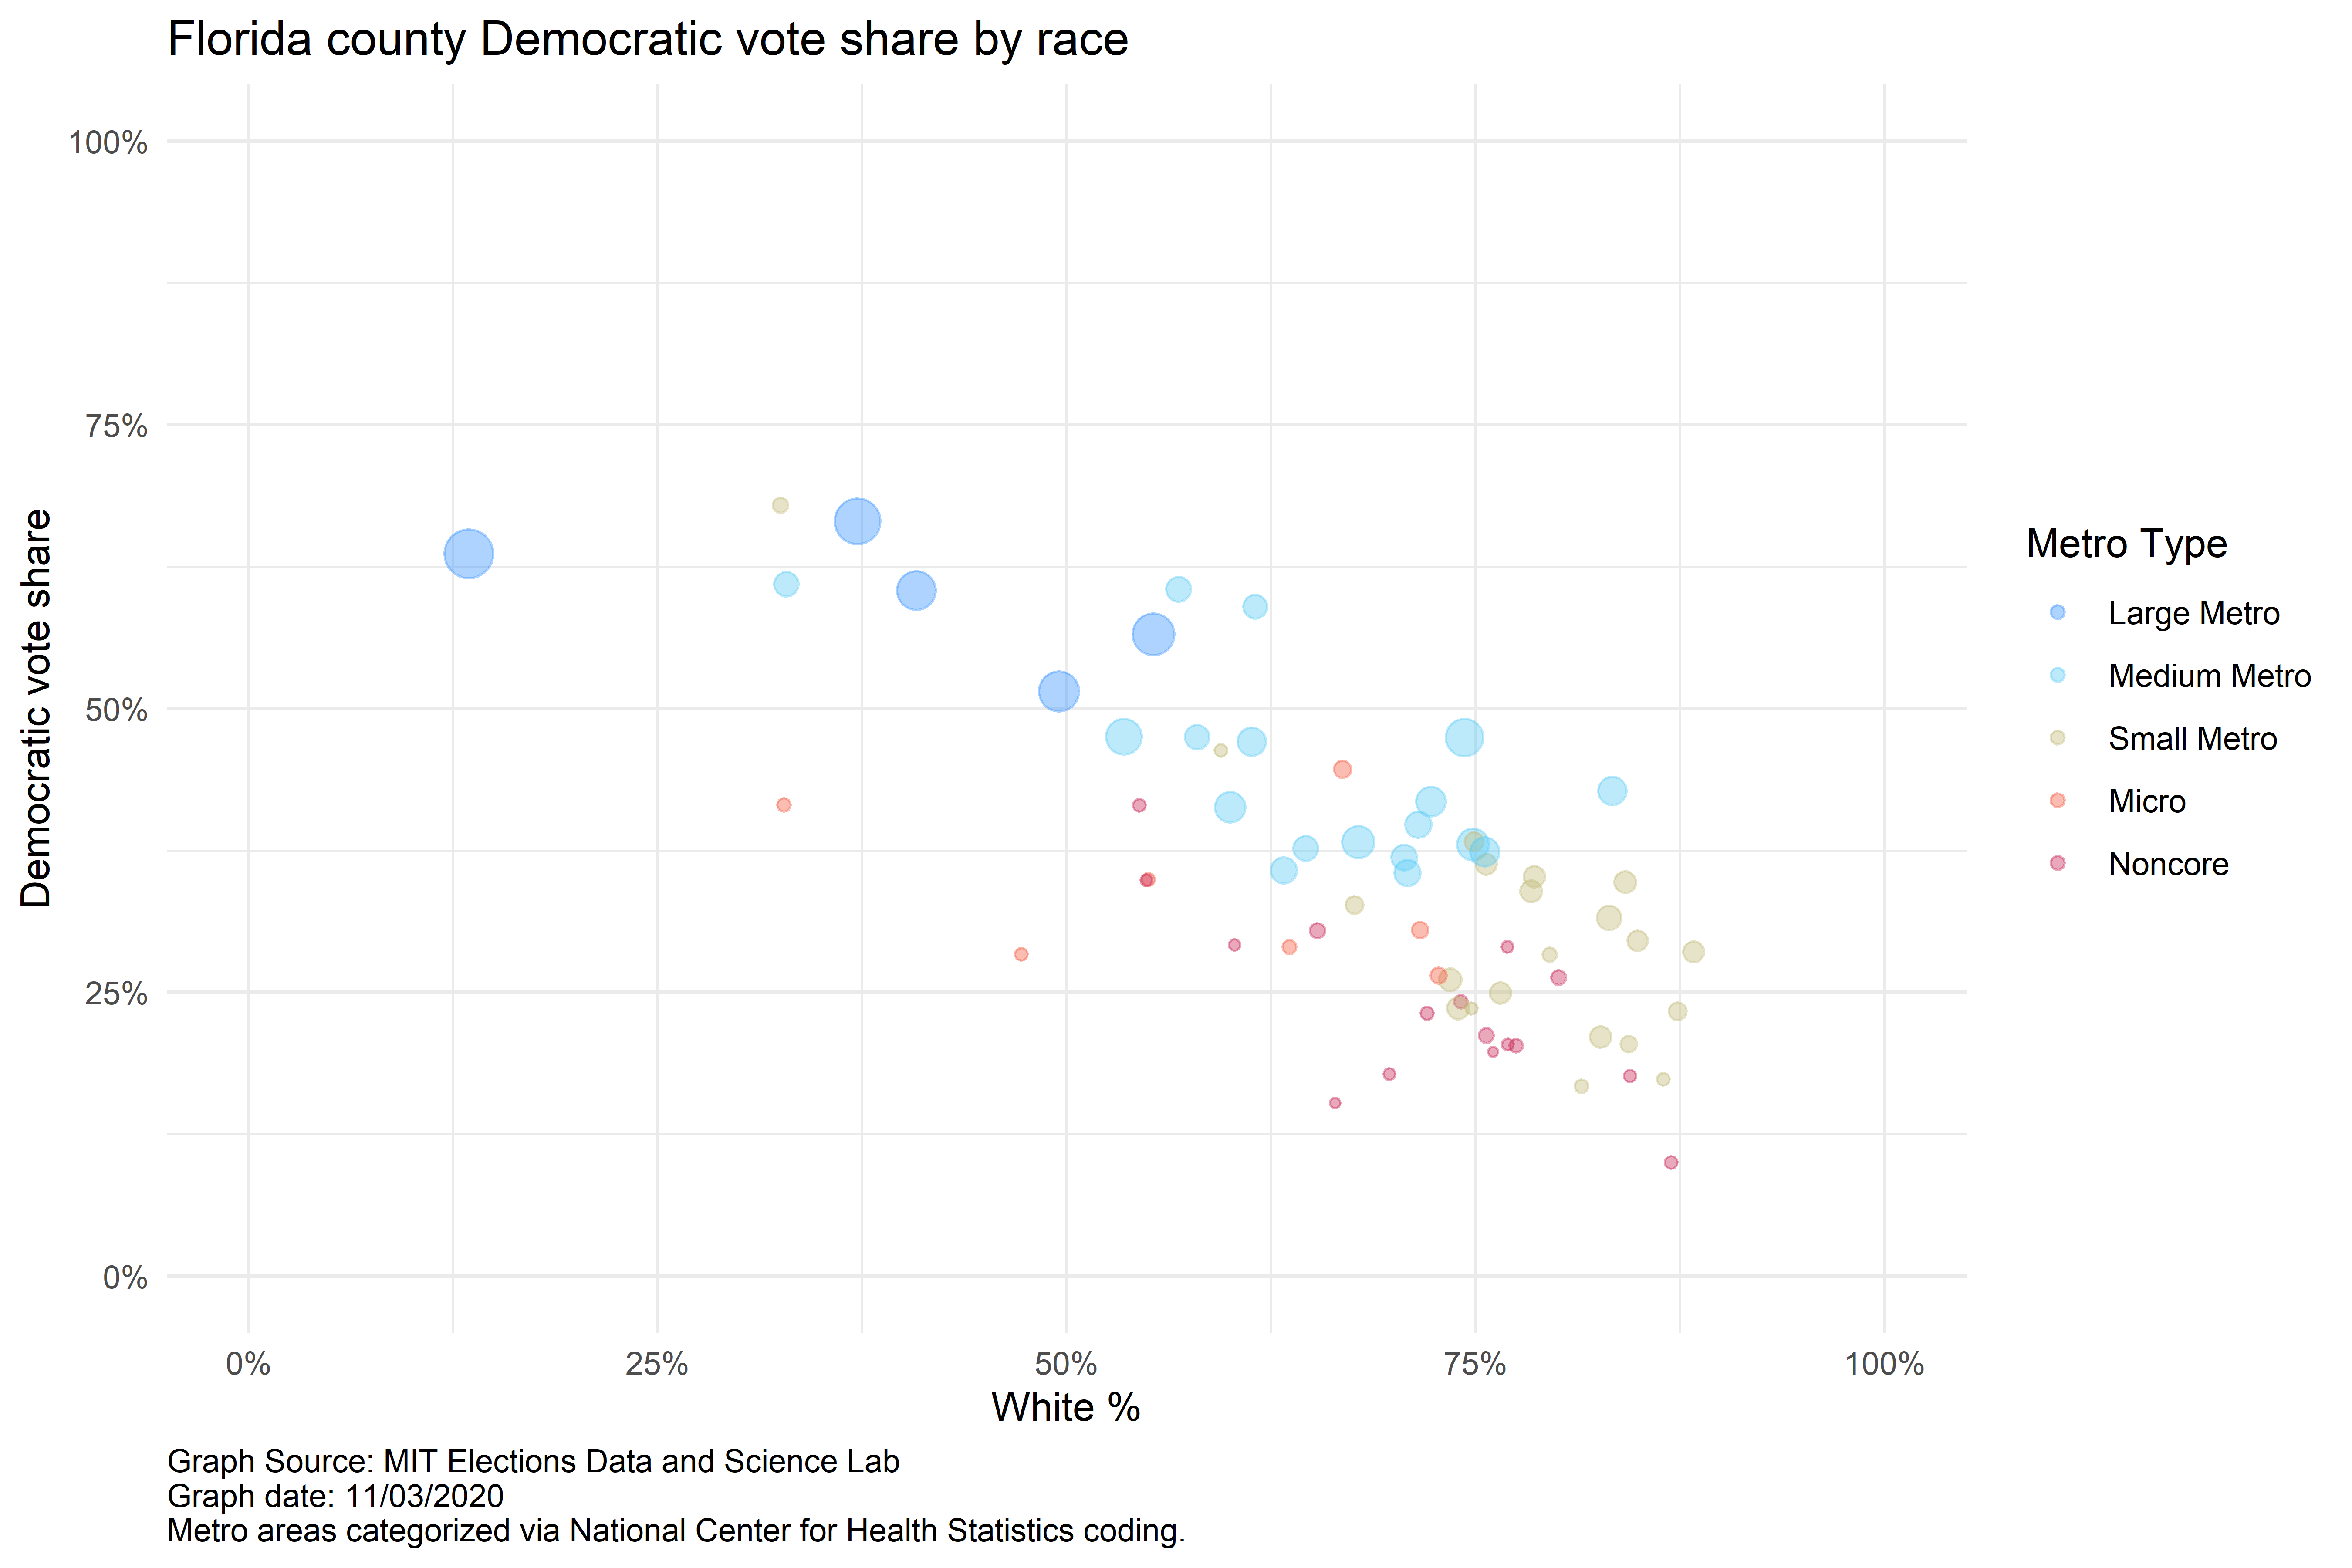 Florida county Democratic vote share by race
100%
75%
50%
25%
0%
Democratic vote share
0%
25%
50%
75%
100%
White %
Metro Type
Large Metro
Medium Metro
Small Metro
Micro
Noncore
Graph Source: MIT Elections Data and Science Lab
Graph date: 11/03/2020
Metro areas categorized via National Center for Health Statistics coding.